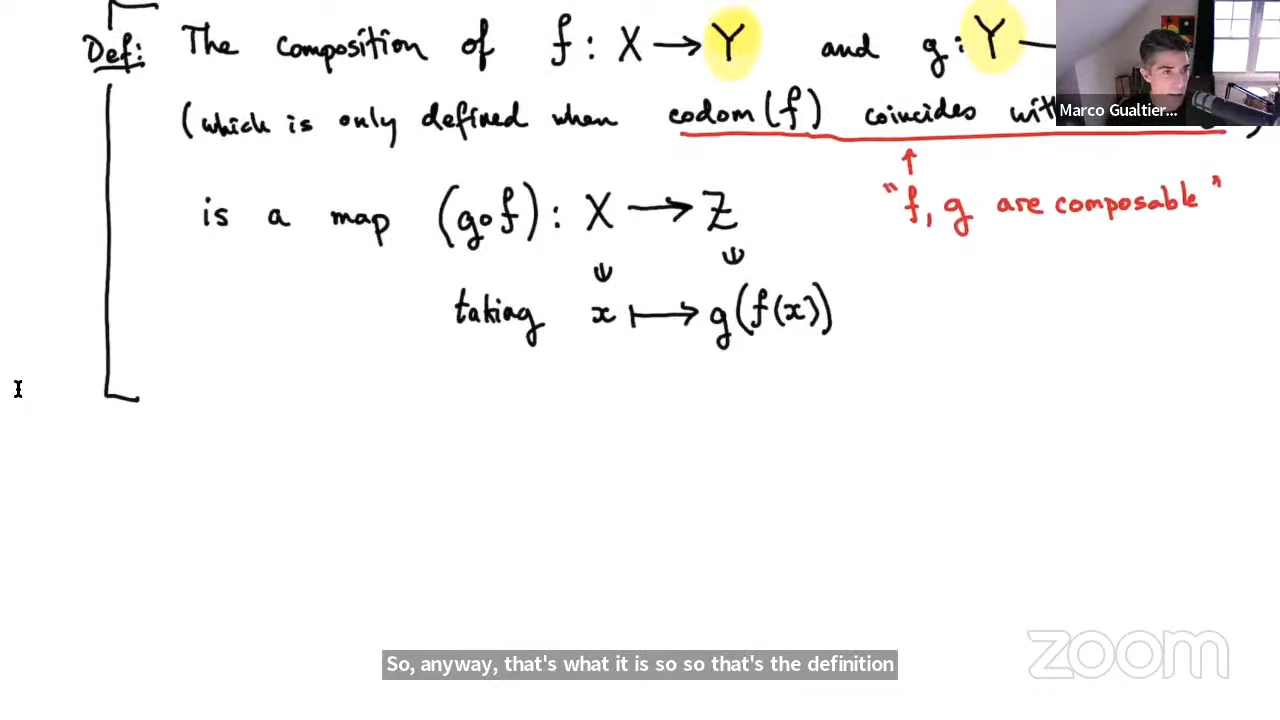 Def: The composition of f: X → Y and g: Y
(which is only defined when codom(f) coincides with
is a map (g∘f): X → Z
"f, g are composable"
taking x ↦ g(f(x))
Marco Gualtier...
So, anyway, that's what it is so so that's the definition
zoom